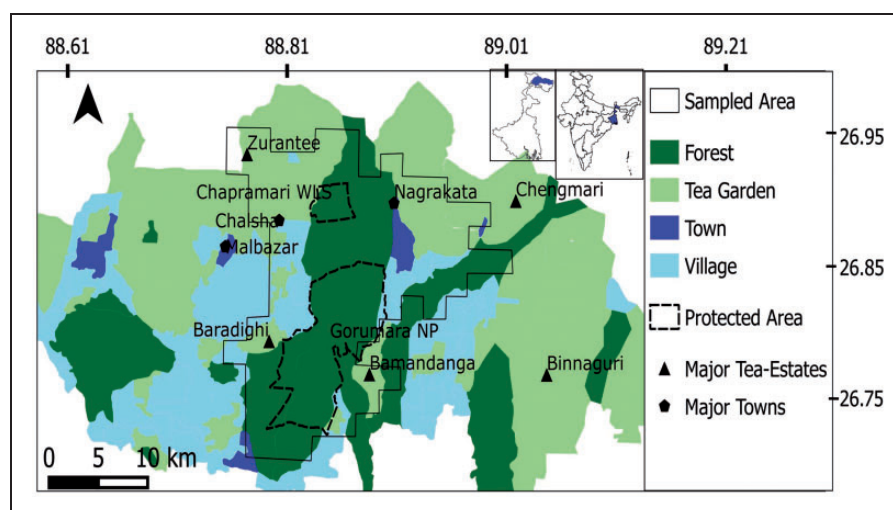 88.61
88.81
89.01
89.21
Sampled Area
Forest
Tea Garden
Town
Village
Protected Area
Major Tea-Estates
Major Towns
26.95
26.85
26.75
Zurantee
Chapramari WLS
Nagrakata
Chengmari
Chalsha
Malbazar
Baradighi
Gorumara NP
Bamandanga
Binnaguri
0 5 10 km